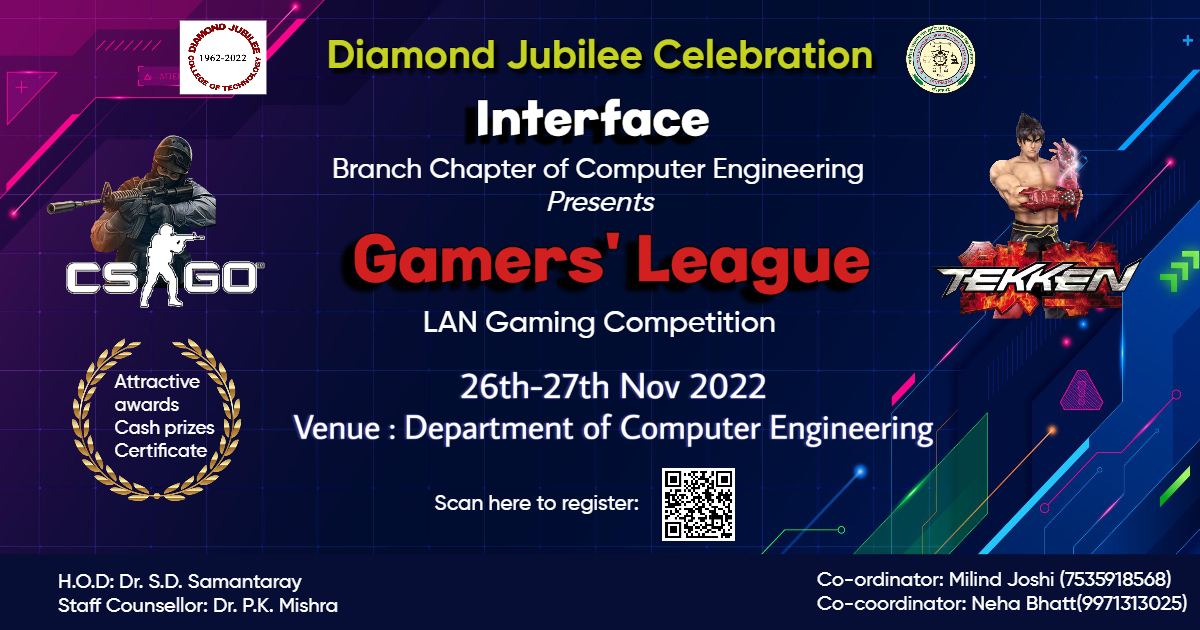 DIAMOND JUBILEE
1962-2022
COLLEGE OF TECHNOLOGY
Diamond Jubilee Celebration
Interface
Branch Chapter of Computer Engineering
Presents
CS GO
Gamers' League
TEKKEN
LAN Gaming Competition
Attractive
awards
Cash prizes
Certificate
26th-27th Nov 2022
Venue : Department of Computer Engineering
Scan here to register:
H.O.D: Dr. S.D. Samantaray
Staff Counsellor: Dr. P.K. Mishra
Co-ordinator: Milind Joshi (7535918568)
Co-coordinator: Neha Bhatt(9971313025)